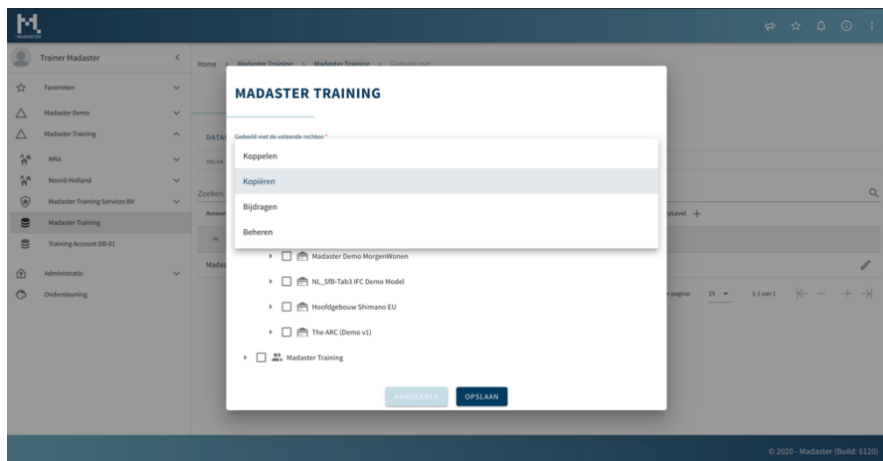 MADASTER
Trainer Madaster
Favorieten
Madaster Demo
Madaster Training
MRA
Noord-Holland
Madaster Training Services BV
Madaster Training
Training Account DB-01
Administratie
Ondersteuning
Home > Madaster Training > Madaster Training > Gedeeld met
DELEN
Zoeken
MADASTER TRAINING
Gedeeld met de volgende rechten *
Koppelen
Kopiëren
Bijdragen
Beheren
Madaster Demo MorgenWonen
NL_SfB-Tab3 IFC Demo Model
Hoofdgebouw Shimano EU
The ARC (Demo v1)
Madaster Training
ANNULEREN
OPSLAAN
25
1-1 van 1
© 2020 - Madaster (Build: 6120)